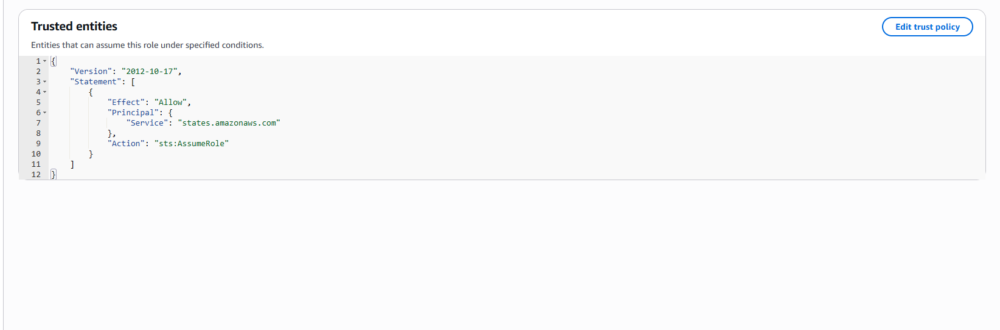 Trusted entities
Edit trust policy
Entities that can assume this role under specified conditions.
1 {
2     "Version": "2012-10-17",
3     "Statement": [
4         {
5             "Effect": "Allow",
6             "Principal": {
7                 "Service": "states.amazonaws.com"
8             },
9             "Action": "sts:AssumeRole"
10         }
11     ]
12 }